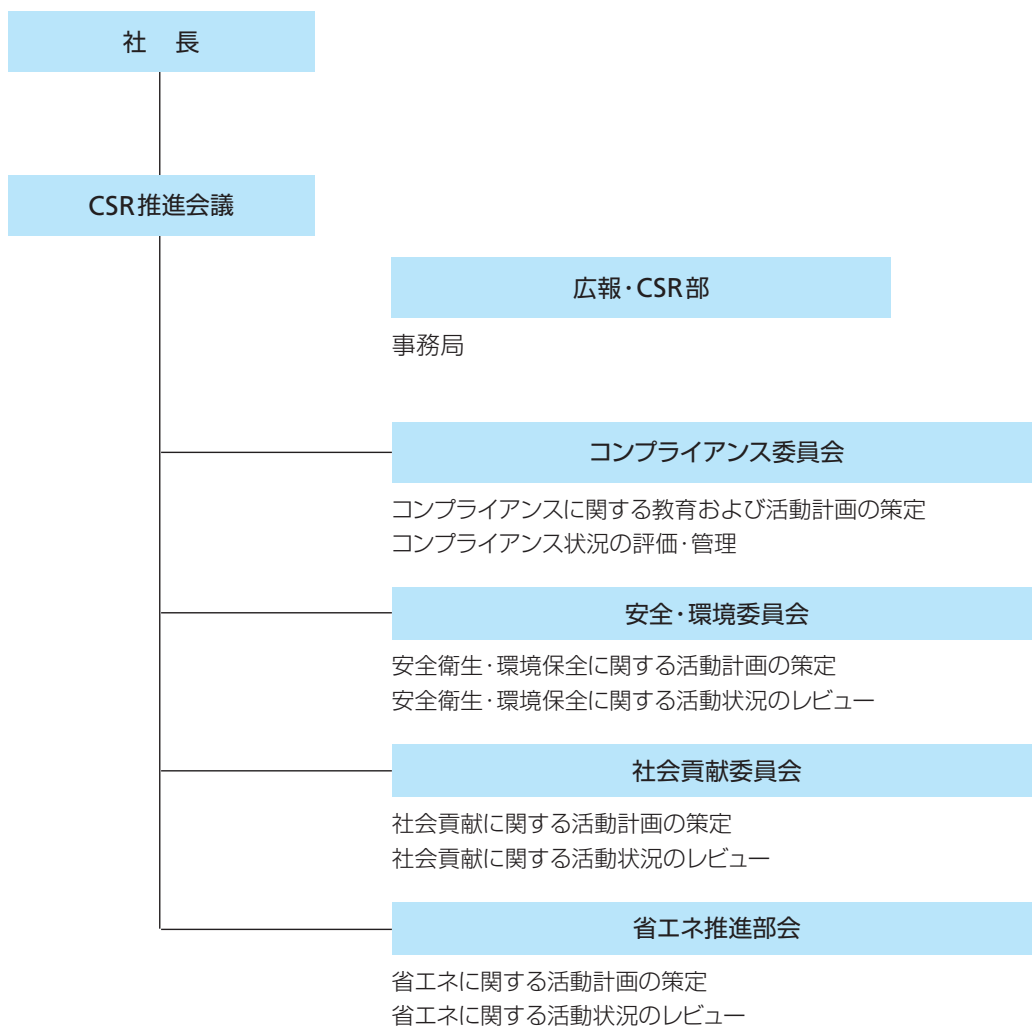 社　長
CSR推進会議
広報・CSR部
事務局
コンプライアンス委員会
コンプライアンスに関する教育および活動計画の策定
コンプライアンス状況の評価・管理
安全・環境委員会
安全衛生・環境保全に関する活動計画の策定
安全衛生・環境保全に関する活動状況のレビュー
社会貢献委員会
社会貢献に関する活動計画の策定
社会貢献に関する活動状況のレビュー
省エネ推進部会
省エネに関する活動計画の策定
省エネに関する活動状況のレビュー